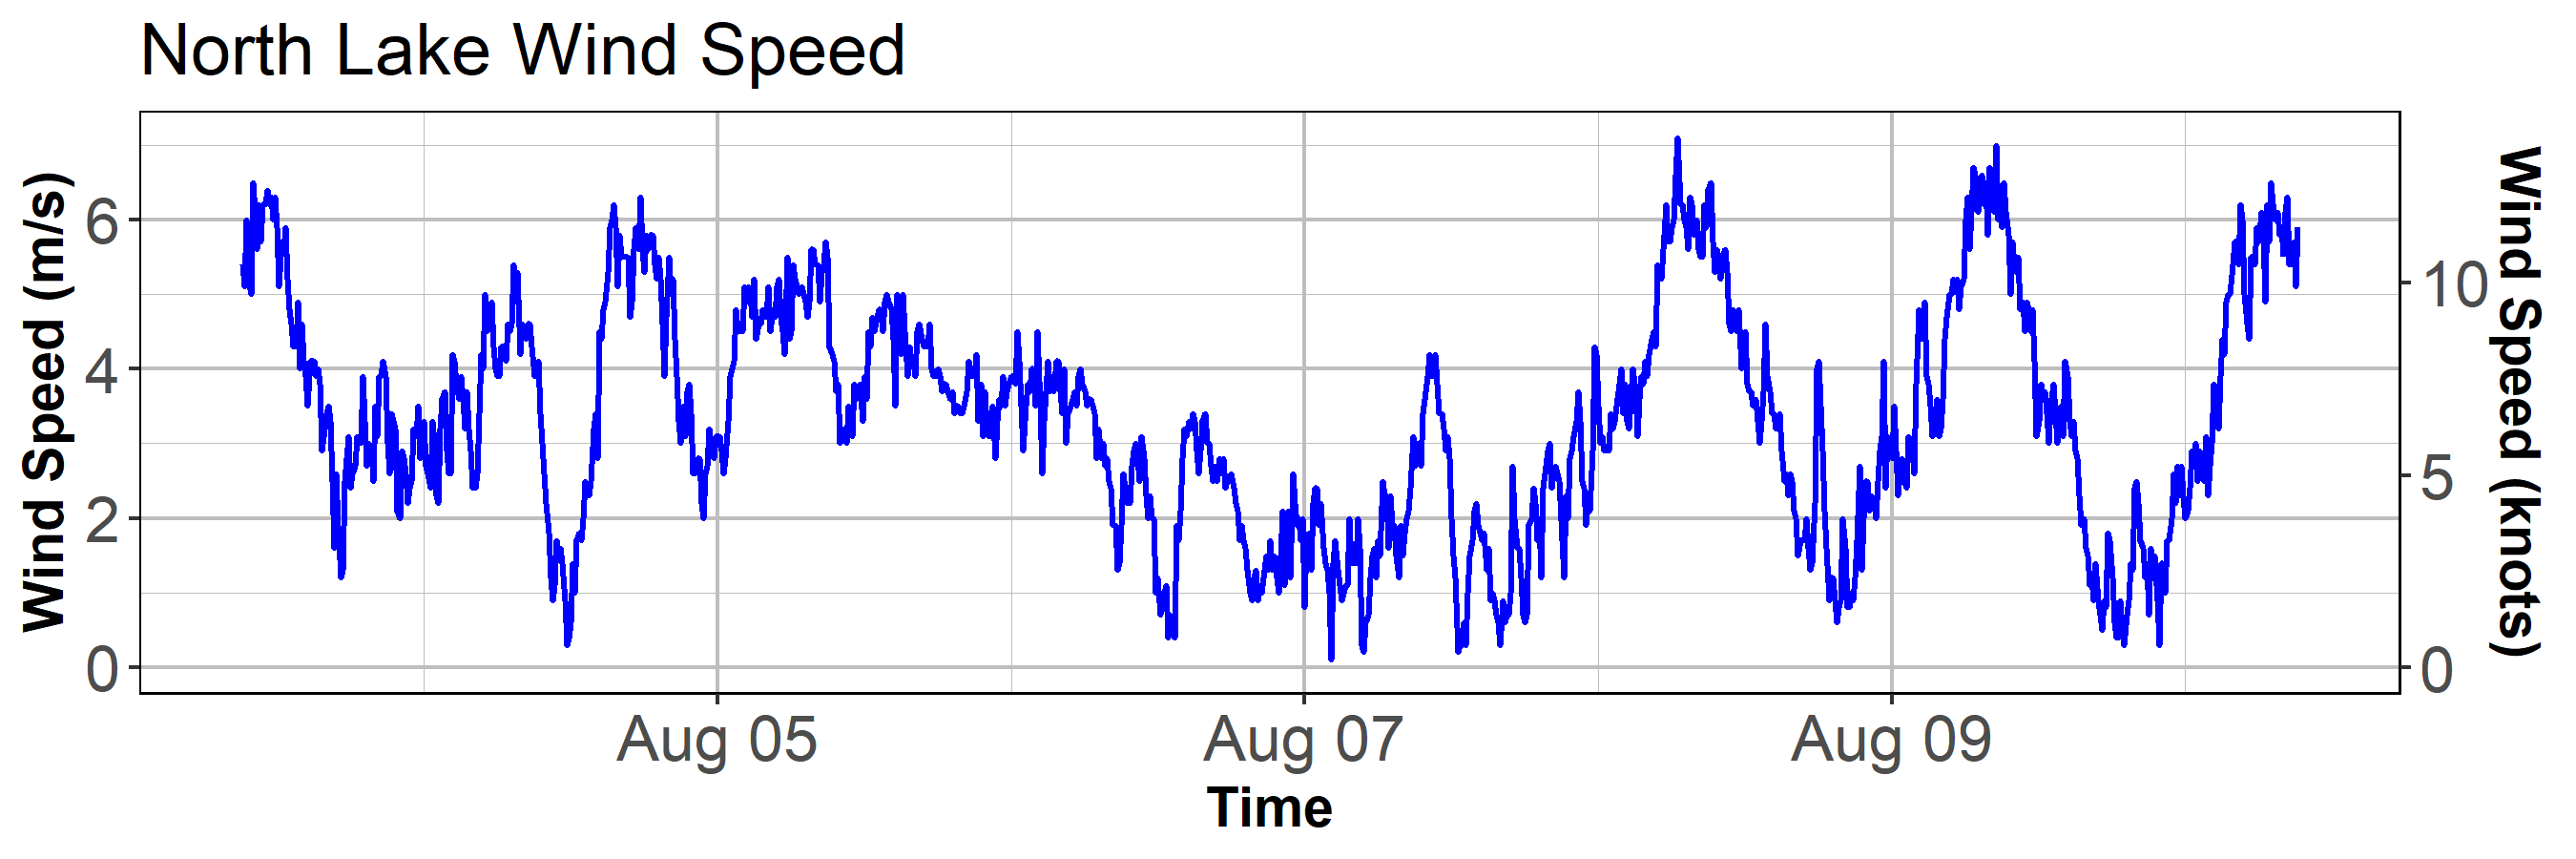 North Lake Wind Speed
Wind Speed (m/s)
6
4
2
0
Wind Speed (knots)
10
5
0
Aug 05
Aug 07
Aug 09
Time